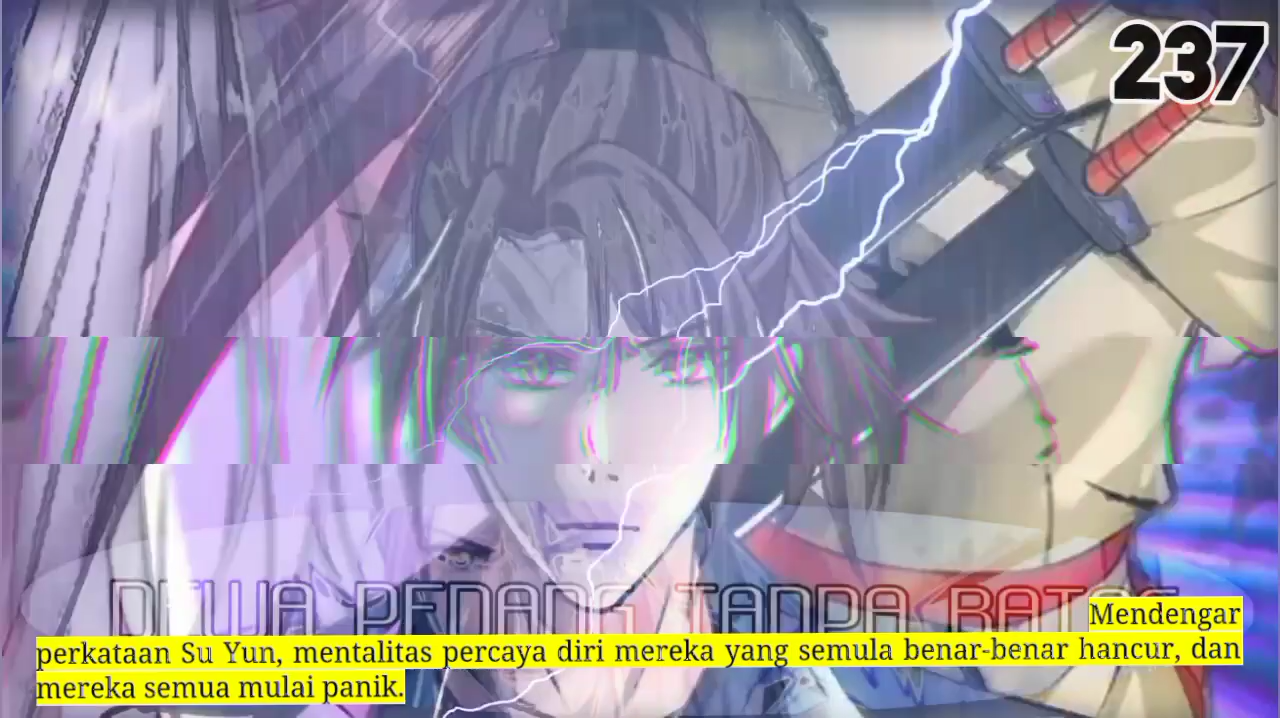 237
DEWA PEDANG TANPA BATAS
Mendengar
perkataan Su Yun, mentalitas percaya diri mereka yang semula benar-benar hancur, dan
mereka semua mulai panik.